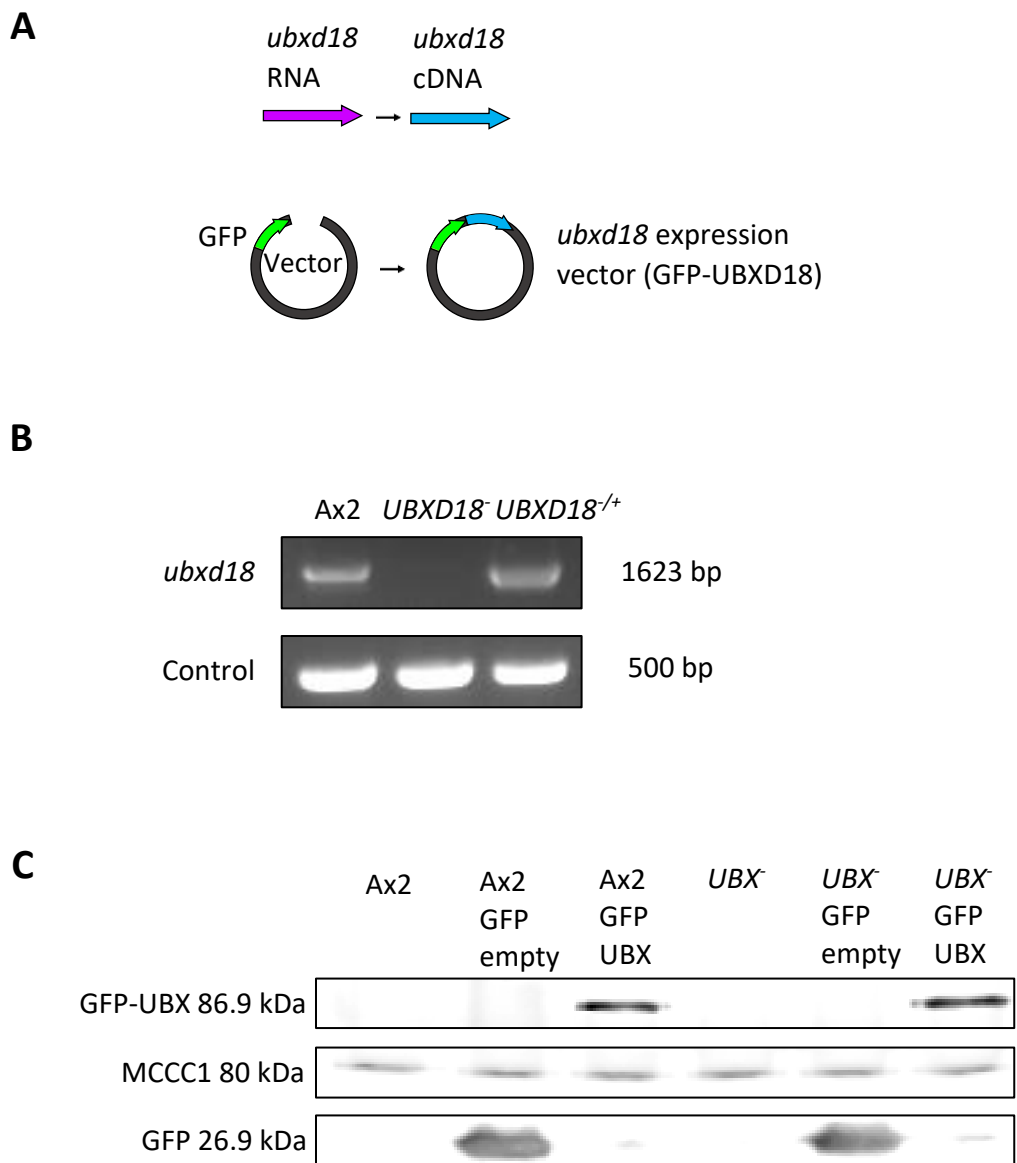 A
ubxd18 ubxd18
RNA cDNA
GFP
Vector
ubxd18 expression
vector (GFP-UBXD18)
B
Ax2 UBXD18- UBXD18-/+
ubxd18 1623 bp
Control 500 bp
C
Ax2 Ax2 Ax2 UBX- UBX- UBX-
GFP GFP GFP GFP
empty UBX empty UBX
GFP-UBX 86.9 kDa
MCCC1 80 kDa
GFP 26.9 kDa